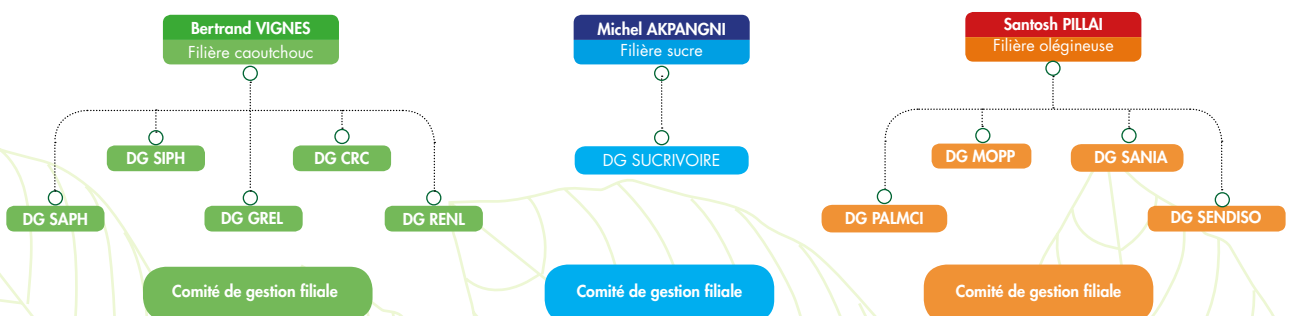 Bertrand VIGNES
Filière caoutchouc
Michel AKPANGNI
Filière sucre
Santosh PILLAI
Filière olégineuse
DG SIPH
DG CRC
DG SAPH
DG GREL
DG RENL
DG SUCRIVOIRE
DG MOPP
DG SANIA
DG PALMCI
DG SENDISO
Comité de gestion filiale
Comité de gestion filiale
Comité de gestion filiale